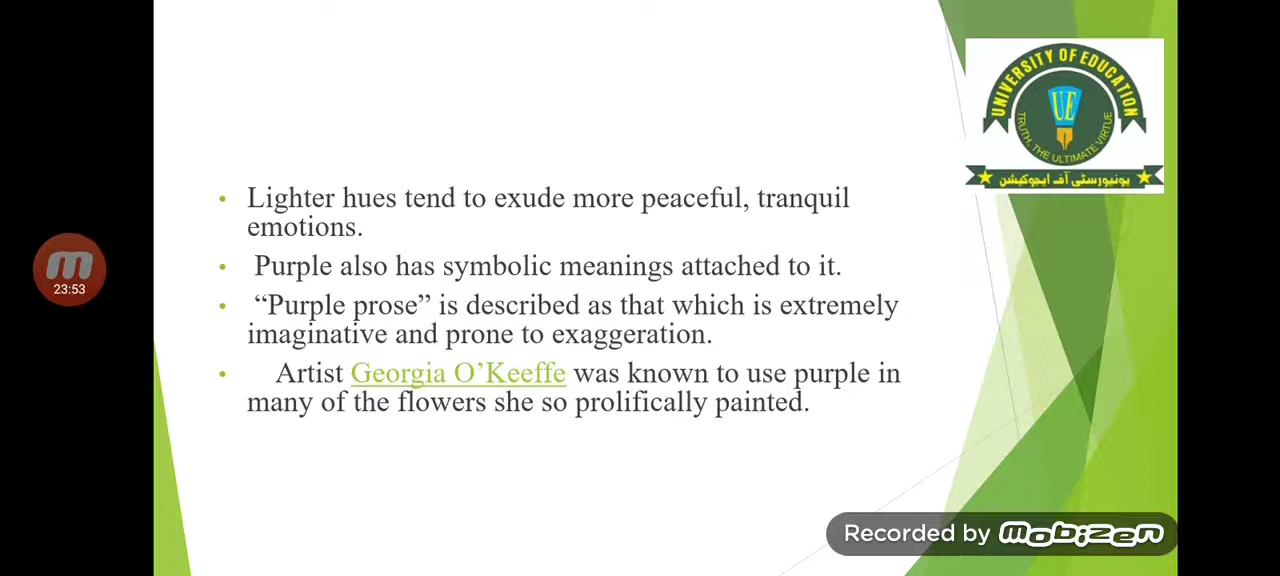 UNIVERSITY OF EDUCATION
UE
TRUTH, THE ULTIMATE VIRTUE
یونیورسٹی آف ایجوکیشن
• Lighter hues tend to exude more peaceful, tranquil
emotions.
• Purple also has symbolic meanings attached to it.
• “Purple prose” is described as that which is extremely
imaginative and prone to exaggeration.
• Artist Georgia O’Keeffe was known to use purple in
many of the flowers she so prolifically painted.
m
23:53
Recorded by mobizen